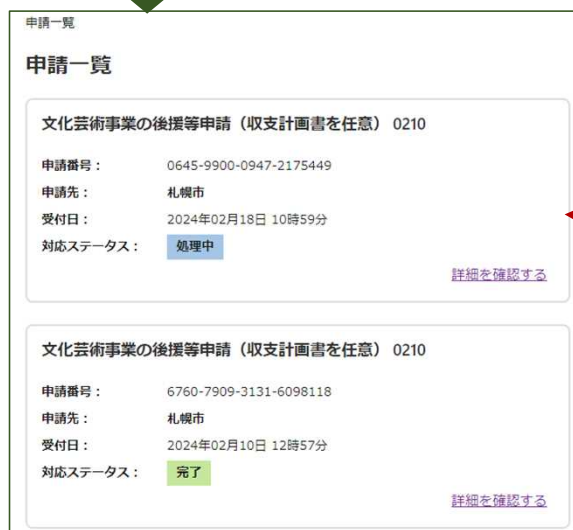 申請一覧
申請一覧
文化芸術事業の後援等申請（収支計画書を任意） 0210
申請番号： 0645-9900-0947-2175449
申請先： 札幌市
受付日： 2024年02月18日 10時59分
対応ステータス： 処理中
詳細を確認する
文化芸術事業の後援等申請（収支計画書を任意） 0210
申請番号： 6760-7909-3131-6098118
申請先： 札幌市
受付日： 2024年02月10日 12時57分
対応ステータス： 完了
詳細を確認する